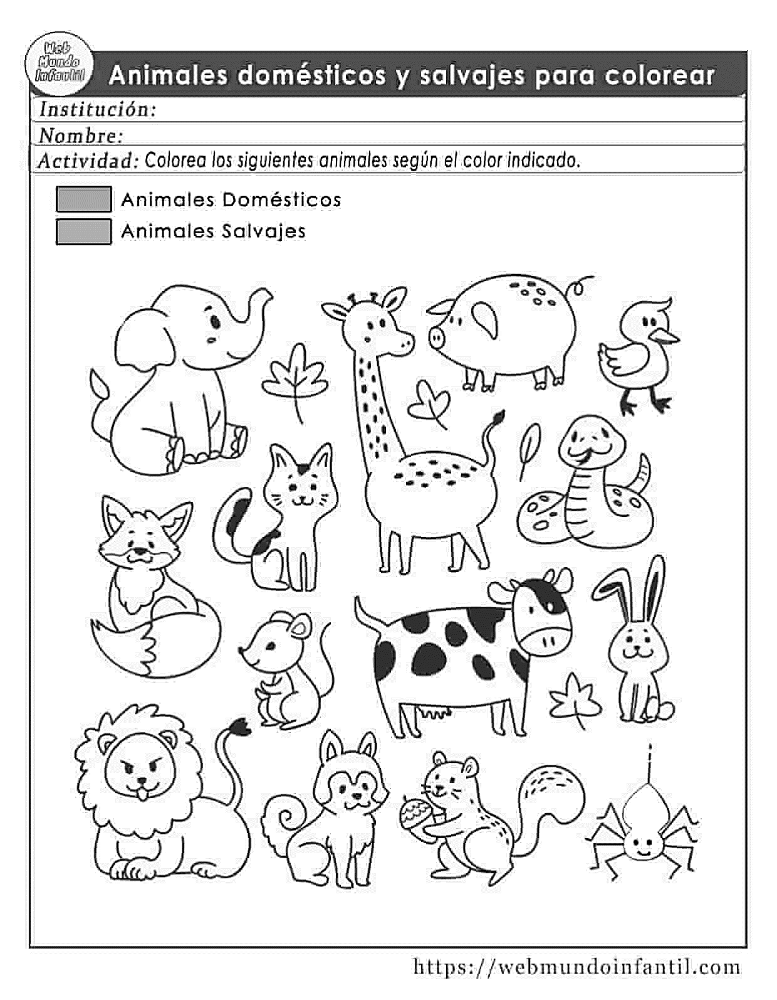 Web
Mundo
Infantil
Animales domésticos y salvajes para colorear
Institución:
Nombre:
Actividad: Colorea los siguientes animales según el color indicado.
Animales Domésticos
Animales Salvajes
https://webmundoinfantil.com